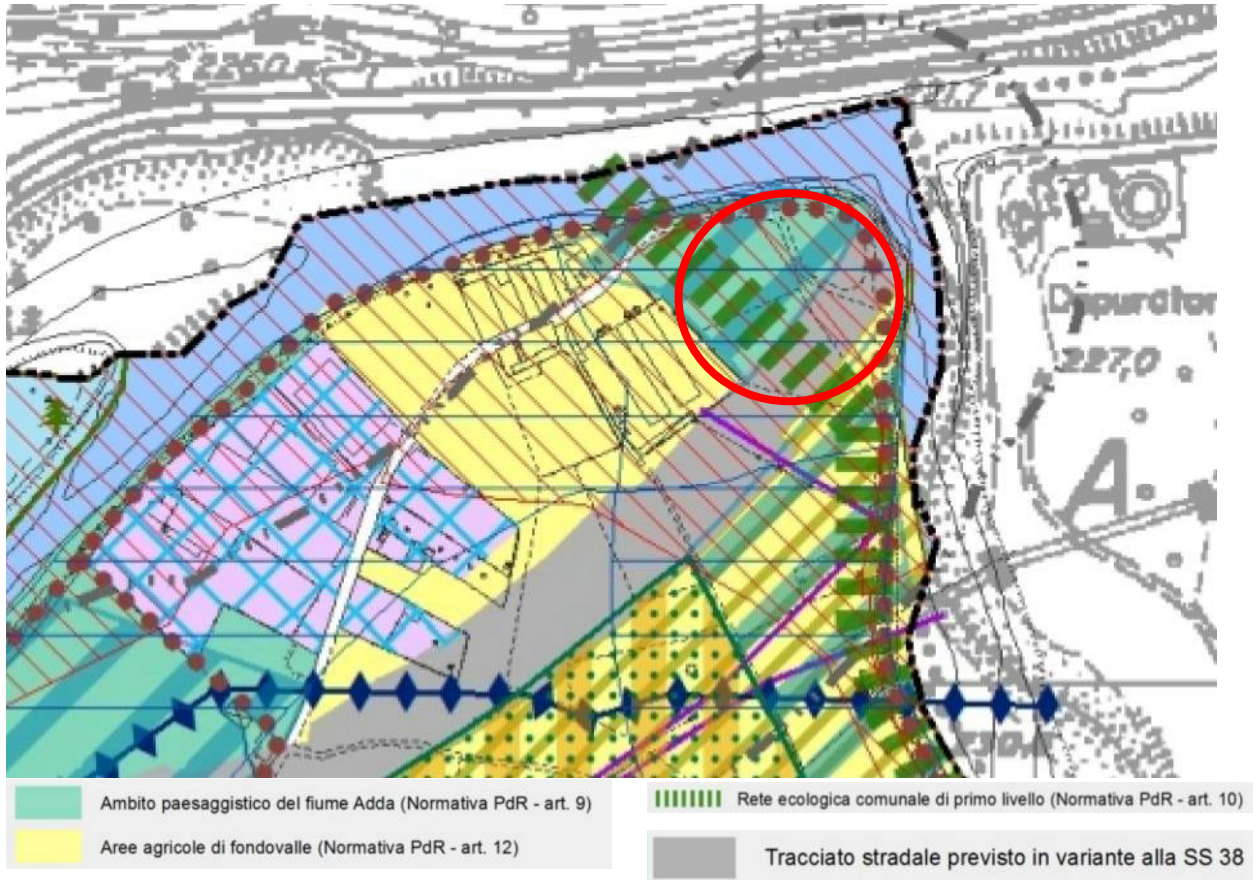 226,0
Depurator
227,0
A
Ambito paesaggistico del fiume Adda (Normativa PdR - art. 9)
Aree agricole di fondovalle (Normativa PdR - art. 12)
Rete ecologica comunale di primo livello (Normativa PdR - art. 10)
Tracciato stradale previsto in variante alla SS 38